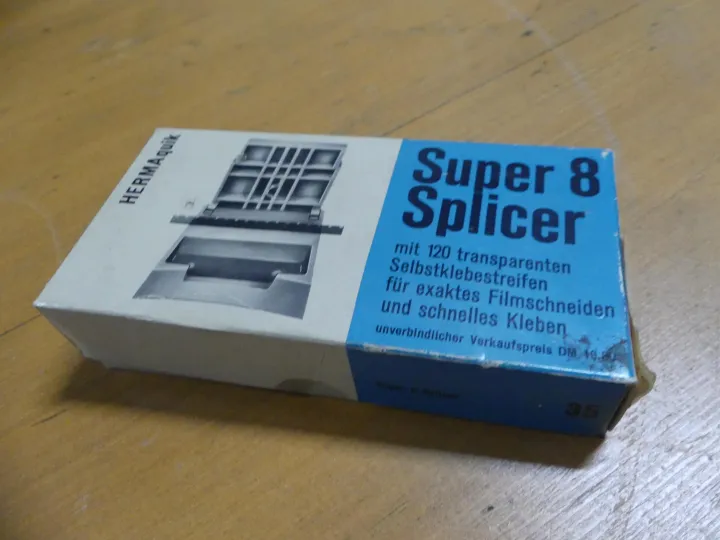 HERMAquik
Super 8
Splicer
mit 120 transparenten
Selbstklebestreifen
für exaktes Filmschneiden
und schnelles Kleben
unverbindlicher Verkaufspreis DM
35